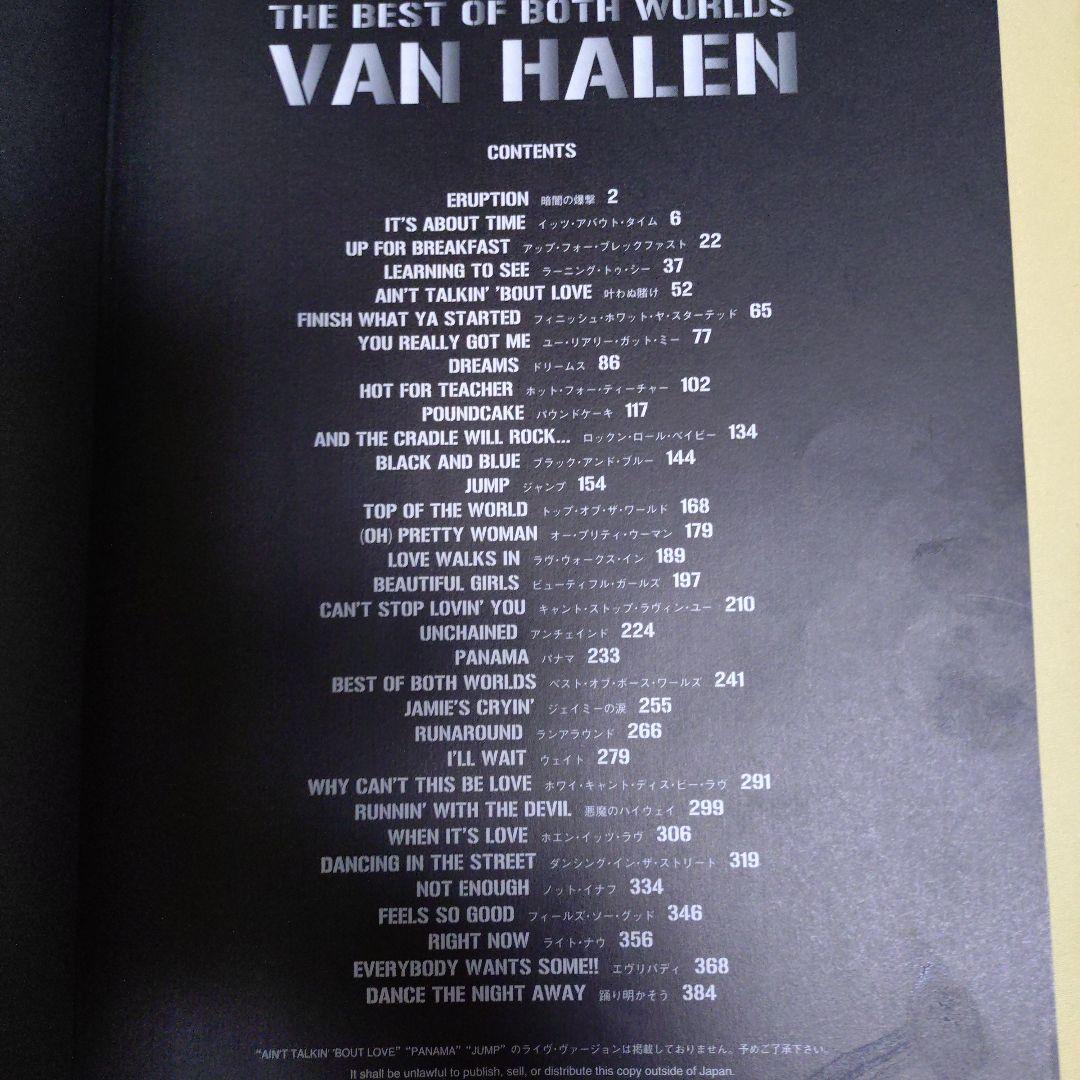 THE BEST OF BOTH WORLDS
VAN HALEN
CONTENTS
ERUPTION 暗闇の爆撃 2
IT'S ABOUT TIME イッツ・アバウト・タイム 6
UP FOR BREAKFAST アップ・フォー・ブレックファスト 22
LEARNING TO SEE ラーニング・トゥ・シー 37
AIN'T TALKIN' 'BOUT LOVE 叶わぬ賭け 52
FINISH WHAT YA STARTED フィニッシュ・ホワット・ヤ・スターテッド 65
YOU REALLY GOT ME ユー・リアリー・ガット・ミー 77
DREAMS ドリームス 86
HOT FOR TEACHER ホット・フォー・ティーチャー 102
POUNDCAKE パウンドケーキ 117
AND THE CRADLE WILL ROCK... ロックン・ロール・ベイビー 134
BLACK AND BLUE ブラック・アンド・ブルー 144
JUMP ジャンプ 154
TOP OF THE WORLD トップ・オブ・ザ・ワールド 168
(OH) PRETTY WOMAN オー・プリティ・ウーマン 179
LOVE WALKS IN ラヴ・ウォークス・イン 189
BEAUTIFUL GIRLS ビューティフル・ガールズ 197
CAN'T STOP LOVIN' YOU キャント・ストップ・ラヴィン・ユー 210
UNCHAINED アンチェインド 224
PANAMA パナマ 233
BEST OF BOTH WORLDS ベスト・オブ・ボース・ワールズ 241
JAMIE'S CRYIN' ジェイミーの涙 255
RUNAROUND ランアラウンド 266
I'LL WAIT ウェイト 279
WHY CAN'T THIS BE LOVE ホワイ・キャント・ディス・ビー・ラヴ 291
RUNNIN' WITH THE DEVIL 悪魔のハイウェイ 299
WHEN IT'S LOVE ホエン・イッツ・ラヴ 306
DANCING IN THE STREET ダンシング・イン・ザ・ストリート 319
NOT ENOUGH ノット・イナフ 334
FEELS SO GOOD フィールズ・ソー・グッド 346
RIGHT NOW ライト・ナウ 356
EVERYBODY WANTS SOME!! エヴリバディ 368
DANCE THE NIGHT AWAY 踊り明かそう 384
"AIN'T TALKIN' 'BOUT LOVE" "PANAMA" "JUMP" のライヴ・ヴァージョンは掲載しておりません。予めご了承下さい。
It shall be unlawful to publish, sell, or distribute this copy outside of Japan.